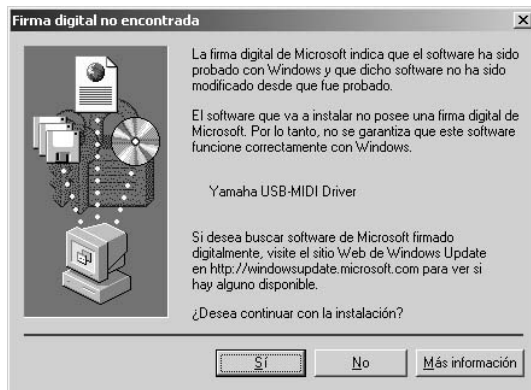 Firma digital no encontrada
La firma digital de Microsoft indica que el software ha sido
probado con Windows y que dicho software no ha sido
modificado desde que fue probado.
El software que va a instalar no posee una firma digital de
Microsoft. Por lo tanto, no se garantiza que este software
funcione correctamente con Windows.
Yamaha USB-MIDI Driver
Si desea buscar software de Microsoft firmado
digitalmente, visite el sitio Web de Windows Update
en http://windowsupdate.microsoft.com para ver si
hay alguno disponible.
¿Desea continuar con la instalación?
Sí No Más información